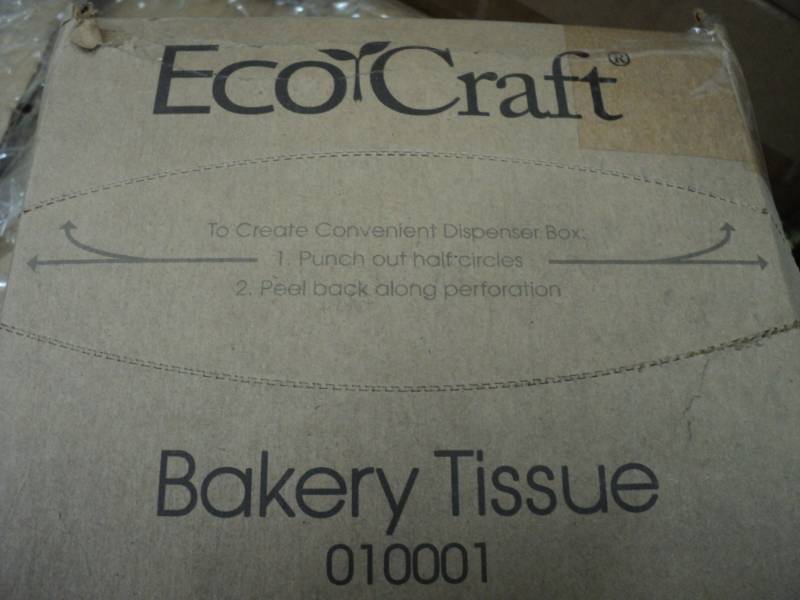 EcoCraft®
To Create Convenient Dispenser Box:
1. Punch out half-circles
2. Peel back along perforation
Bakery Tissue
010001